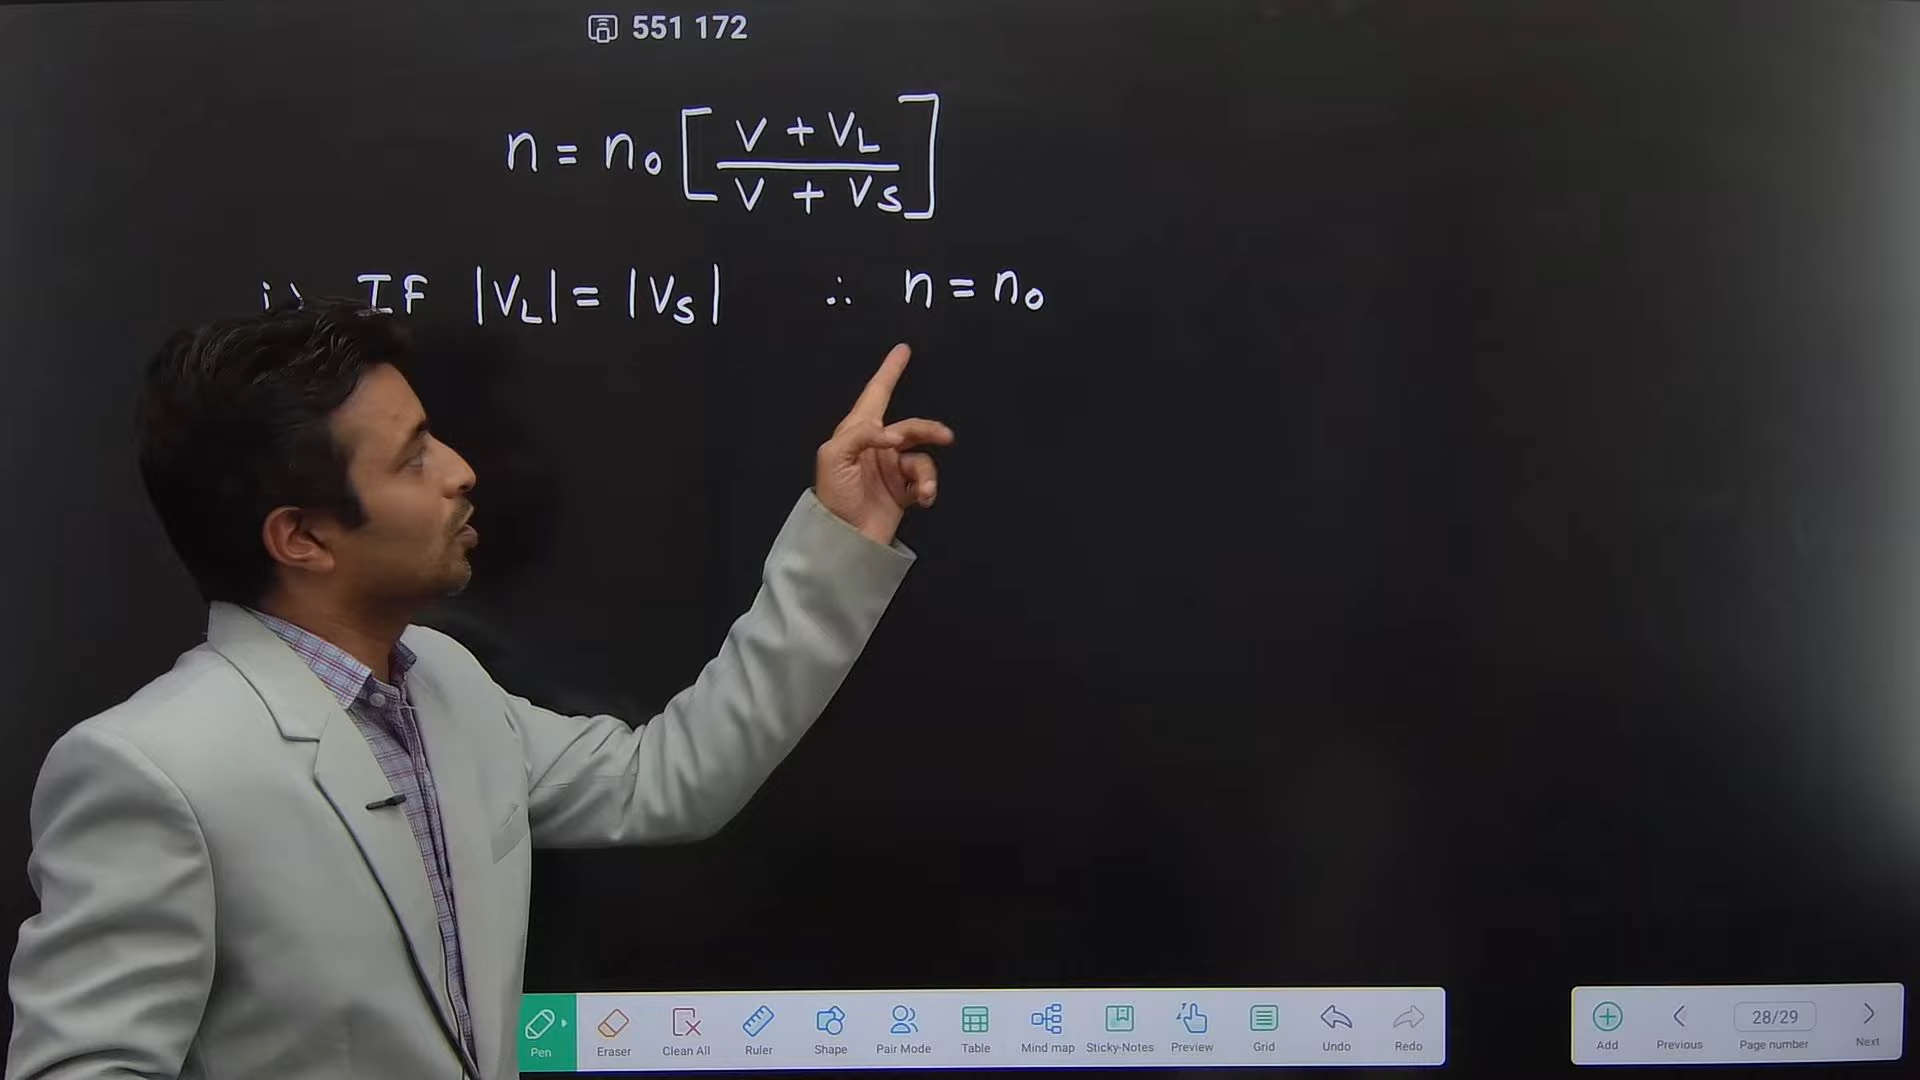 551 172
n = n₀ [ (V + V_L) / (V + V_S) ]
i) IF |V_L| = |V_S| ∴ n = n₀
Pen Eraser Clean All Ruler Shape Pair Mode Table Mind map Sticky-Notes Preview Grid Undo Redo
Add Previous 28/29 Page number Next